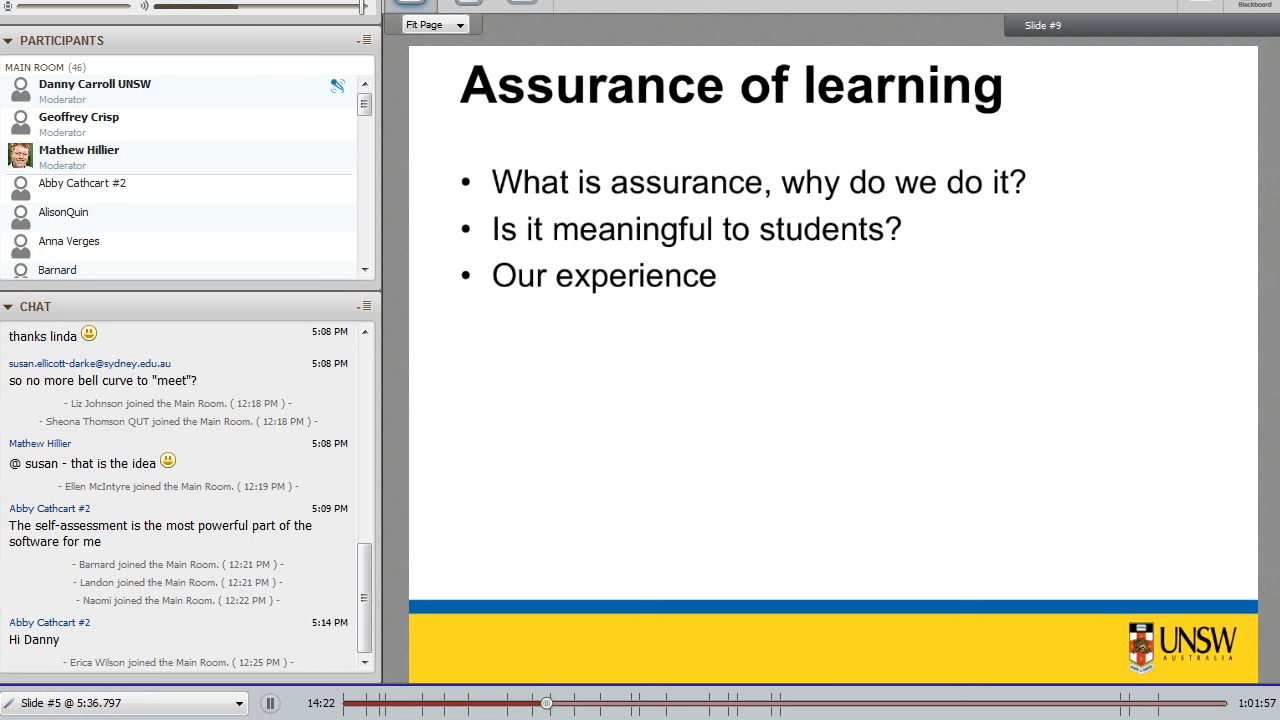 Blackboard
Fit Page
Slide #9
PARTICIPANTS
MAIN ROOM (46)
Danny Carroll UNSW
Moderator
Geoffrey Crisp
Moderator
Mathew Hillier
Moderator
Abby Cathcart #2
AlisonQuin
Anna Verges
Barnard
CHAT
thanks linda 5:08 PM
susan.ellicott-darke@sydney.edu.au 5:08 PM
so no more bell curve to "meet"?
- Liz Johnson joined the Main Room. ( 12:18 PM ) -
- Sheona Thomson QUT joined the Main Room. ( 12:18 PM ) -
Mathew Hillier 5:08 PM
@ susan - that is the idea
- Ellen McIntyre joined the Main Room. ( 12:19 PM ) -
Abby Cathcart #2 5:09 PM
The self-assessment is the most powerful part of the
software for me
- Barnard joined the Main Room. ( 12:21 PM ) -
- Landon joined the Main Room. ( 12:21 PM ) -
- Naomi joined the Main Room. ( 12:22 PM ) -
Abby Cathcart #2 5:14 PM
Hi Danny
- Erica Wilson joined the Main Room. ( 12:25 PM ) -
Assurance of learning
• What is assurance, why do we do it?
• Is it meaningful to students?
• Our experience
UNSW
AUSTRALIA
Slide #5 @ 5:36.797
14:22
1:01:57